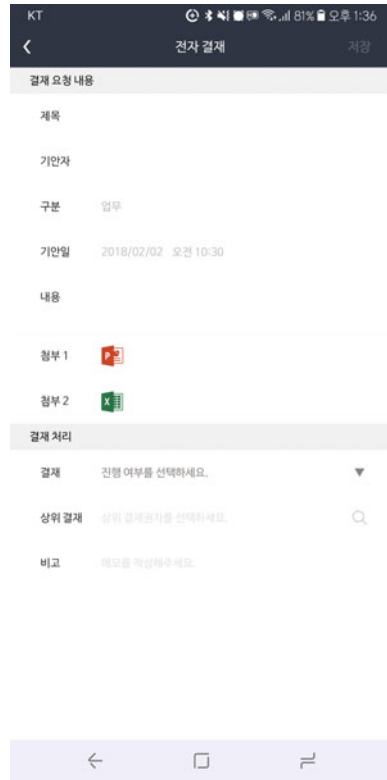 KT 81% 오후 1:36
전자 결재 저장
결재 요청 내용
제목
기안자
구분 업무
기안일 2018/02/02 오전 10:30
내용
첨부 1
첨부 2
결재 처리
결재 진행 여부를 선택하세요.
상위 결재 상위 결재권자를 선택하세요.
비고 메모를 작성해주세요.